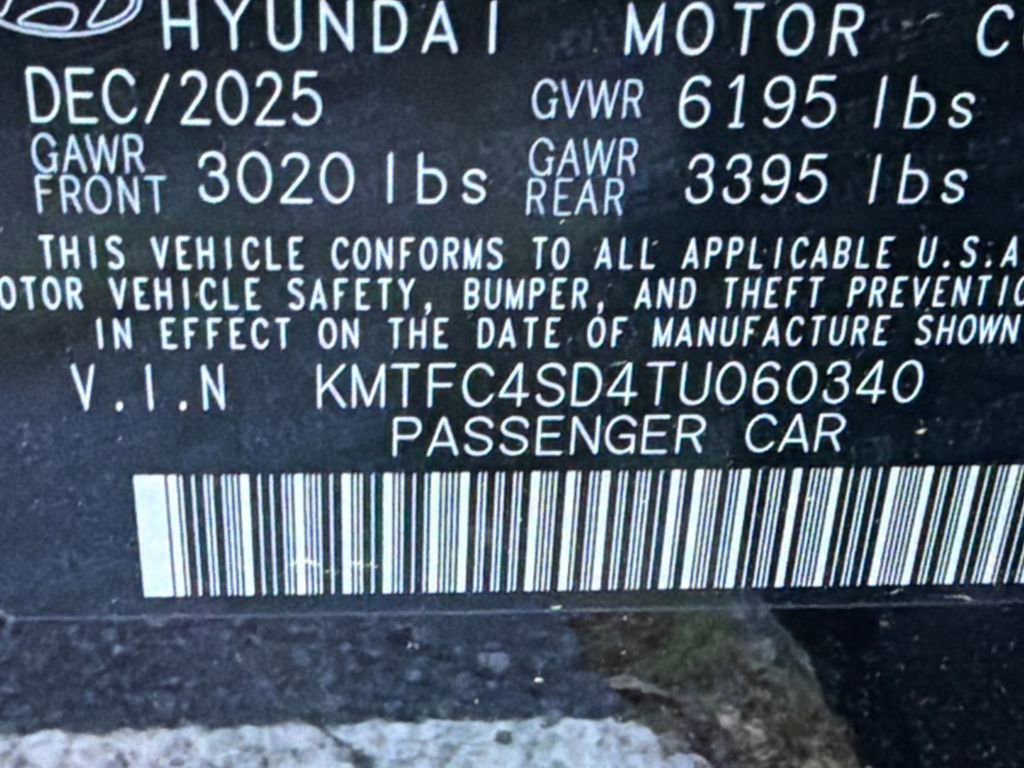 HYUNDAI MOTOR
DEC/2025 GVWR 6195 lbs
GAWR FRONT 3020 lbs GAWR REAR 3395 lbs
THIS VEHICLE CONFORMS TO ALL APPLICABLE U.S.A
OTOR VEHICLE SAFETY, BUMPER, AND THEFT PREVENTIO
IN EFFECT ON THE DATE OF MANUFACTURE SHOWN
V.I.N KMTFC4SD4TU060340
PASSENGER CAR